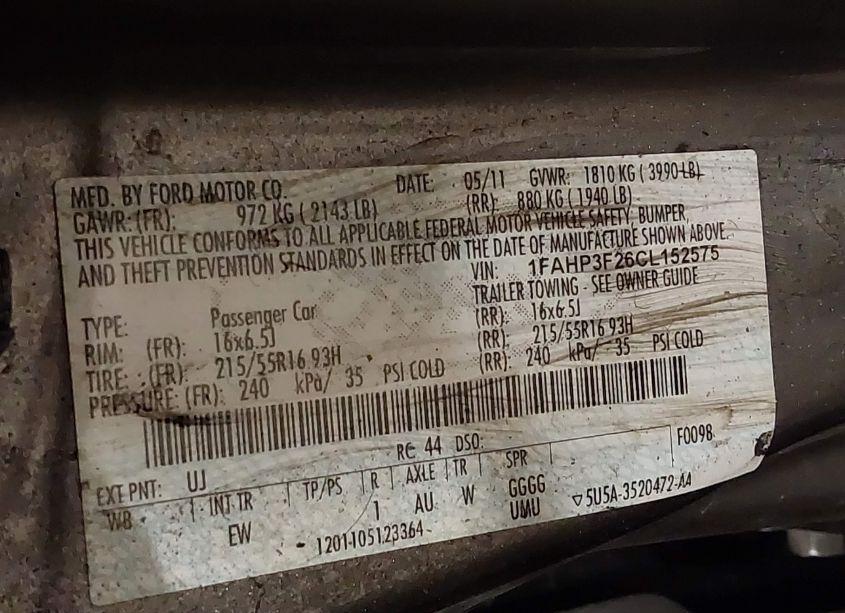 MFD. BY FORD MOTOR CO. DATE: 05/11 GVWR: 1810 KG ( 3990 LB)
GAWR: (FR): 972 KG ( 2143 LB) (RR): 880 KG ( 1940 LB)
THIS VEHICLE CONFORMS TO ALL APPLICABLE FEDERAL MOTOR VEHICLE SAFETY, BUMPER,
AND THEFT PREVENTION STANDARDS IN EFFECT ON THE DATE OF MANUFACTURE SHOWN ABOVE.
VIN: 1FAHP3F26CL152575
TRAILER TOWING - SEE OWNER GUIDE
TYPE: Passenger Car
RIM: (FR): 16x6.5J (RR): 16x6.5J
TIRE: (FR): 215/55R16 93H (RR): 215/55R16 93H
PRESSURE: (FR): 240 kPa/ 35 PSI COLD (RR): 240 kPa/ 35 PSI COLD
RC 44 DSO:
F0098
EXT PNT: UJ
WB INT TR TP/PS R AXLE TR SPR
EW 1 AU W GGGG
UMU
1201105123364 ▽5U5A-3520472-AA